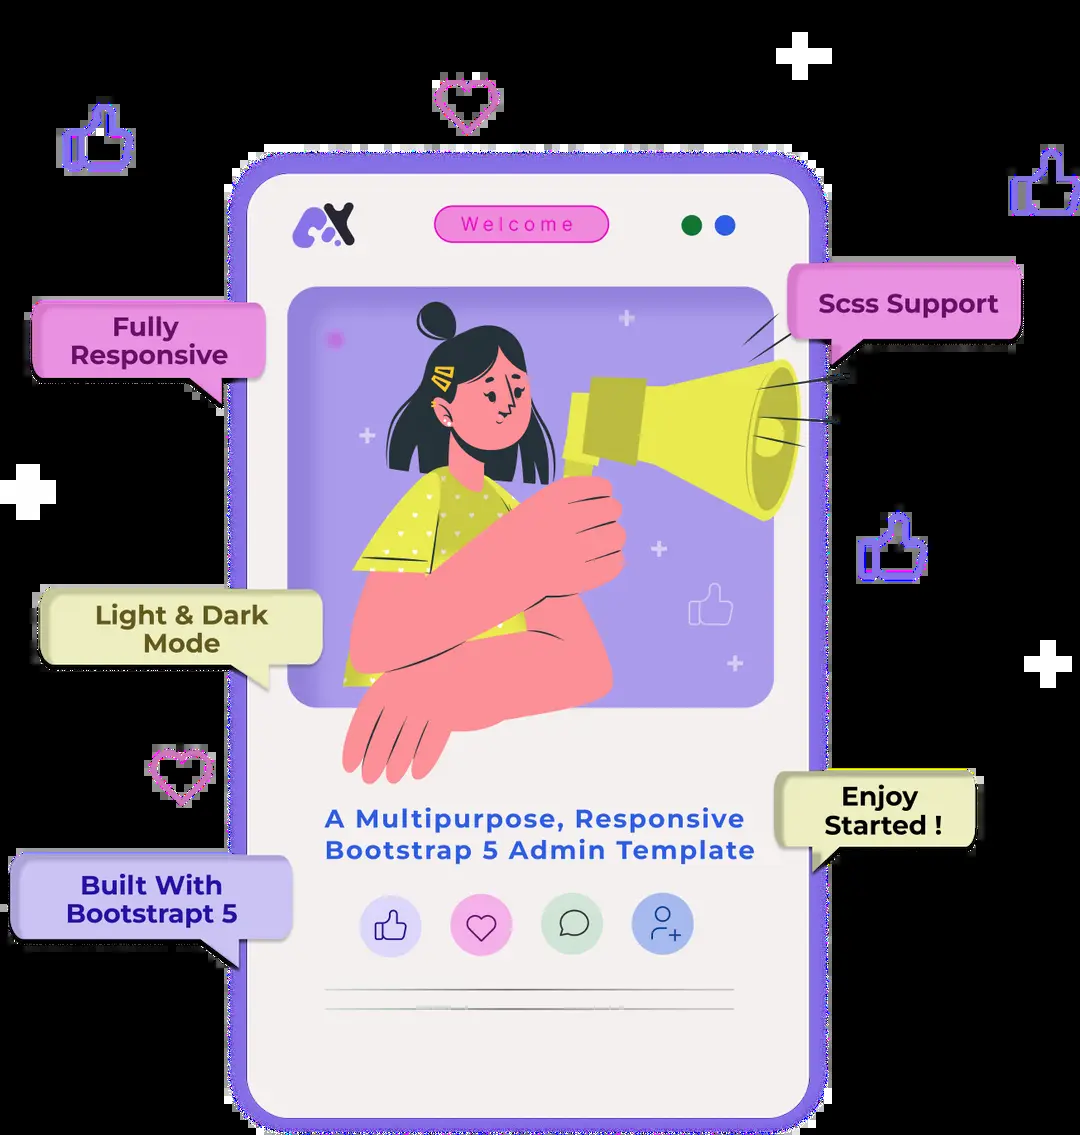 Welcome
Scss Support
Fully
Responsive
Light & Dark
Mode
Enjoy
Started !
A Multipurpose, Responsive
Bootstrap 5 Admin Template
Built With
Bootstrapt 5